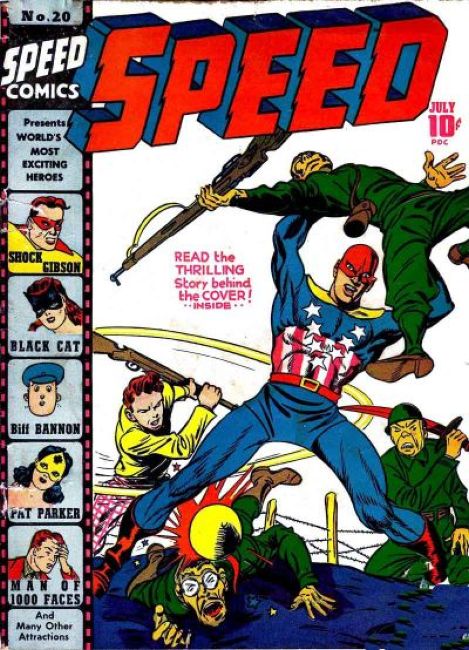 No. 20
SPEED
COMICS
Presents
WORLD'S
MOST
EXCITING
HEROES
SHOCK
GIBSON
BLACK CAT
Biff BANNON
PAT PARKER
MAN OF
1000 FACES
And
Many Other
Attractions
SPEED
JULY
10¢
PDC
READ the
THRILLING
Story behind
the COVER!
··INSIDE··